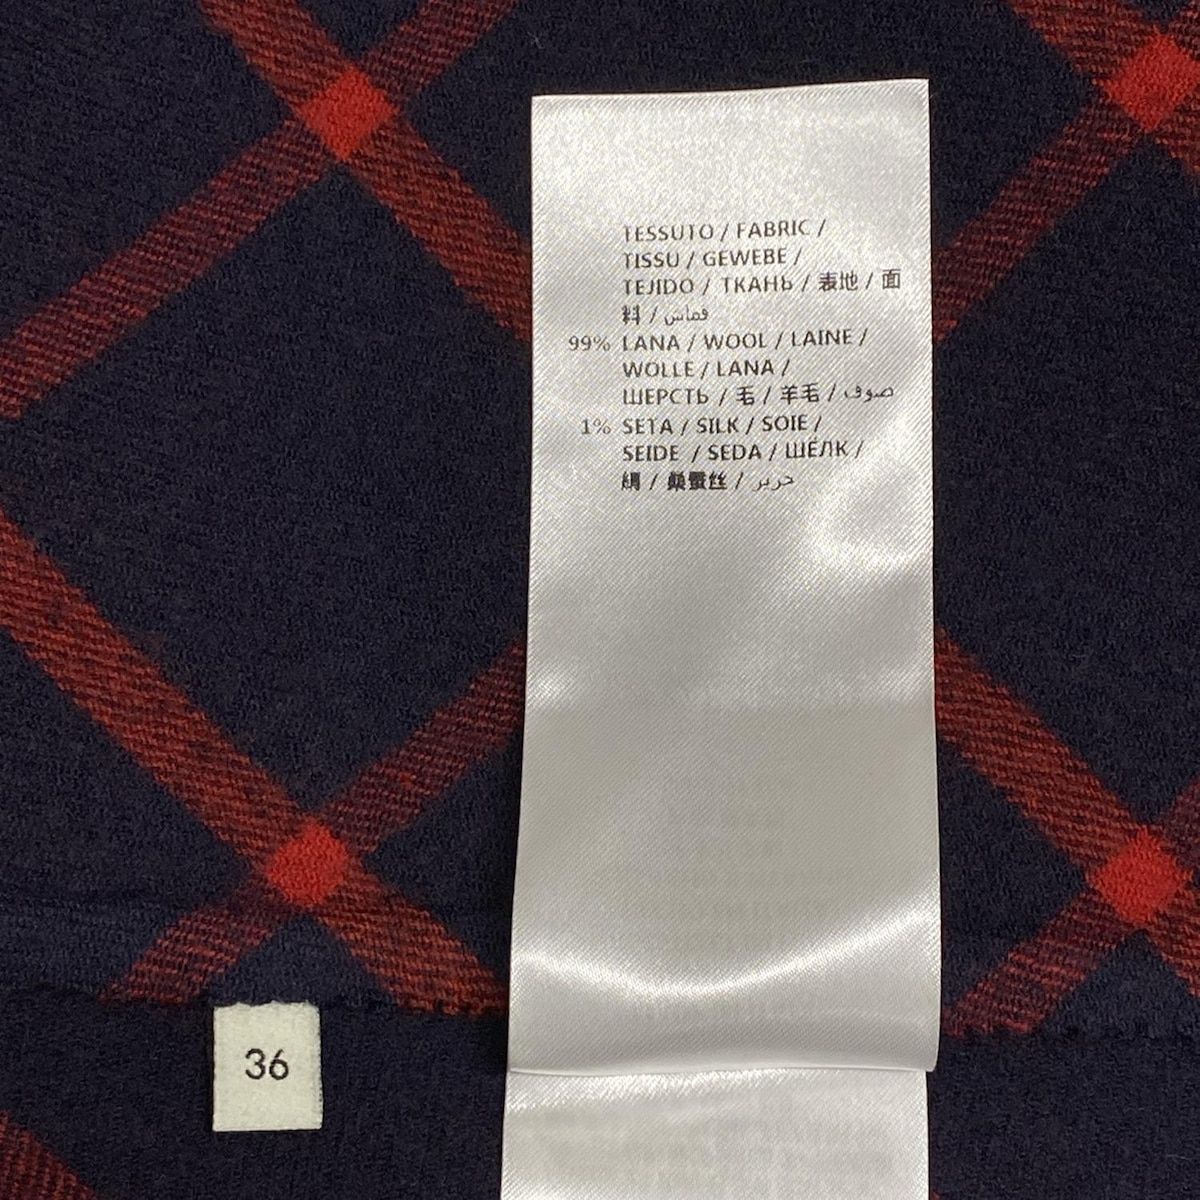 TESSUTO / FABRIC /
TISSU / GEWEBE /
TEJIDO / ТКАНЬ / 表地 / 面
料 / قماش
99% LANA / WOOL / LAINE /
WOLLE / LANA /
ШЕРСТЬ / 毛 / 羊毛 / صوف
1% SETA / SILK / SOIE /
SEIDE / SEDA / ШЁЛК /
絹 / 桑蚕丝 / حرير
36